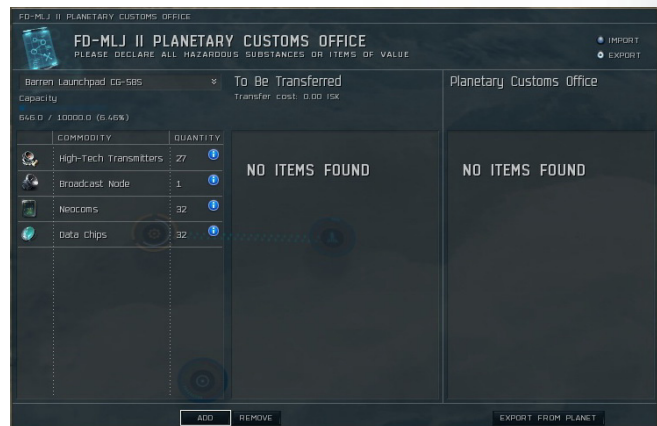 FD-MLJ II PLANETARY CUSTOMS OFFICE
FD-MLJ II PLANETARY CUSTOMS OFFICE
PLEASE DECLARE ALL HAZARDOUS SUBSTANCES OR ITEMS OF VALUE
IMPORT
EXPORT
Barren Launchpad CG-585
Capacity
646.0 / 10000.0 (6.46%)
To Be Transferred
Transfer cost: 0.00 ISK
Planetary Customs Office
COMMODITY QUANTITY
High-Tech Transmitters 27
Broadcast Node 1
Neocoms 32
Data Chips 32
NO ITEMS FOUND
NO ITEMS FOUND
ADD REMOVE
EXPORT FROM PLANET